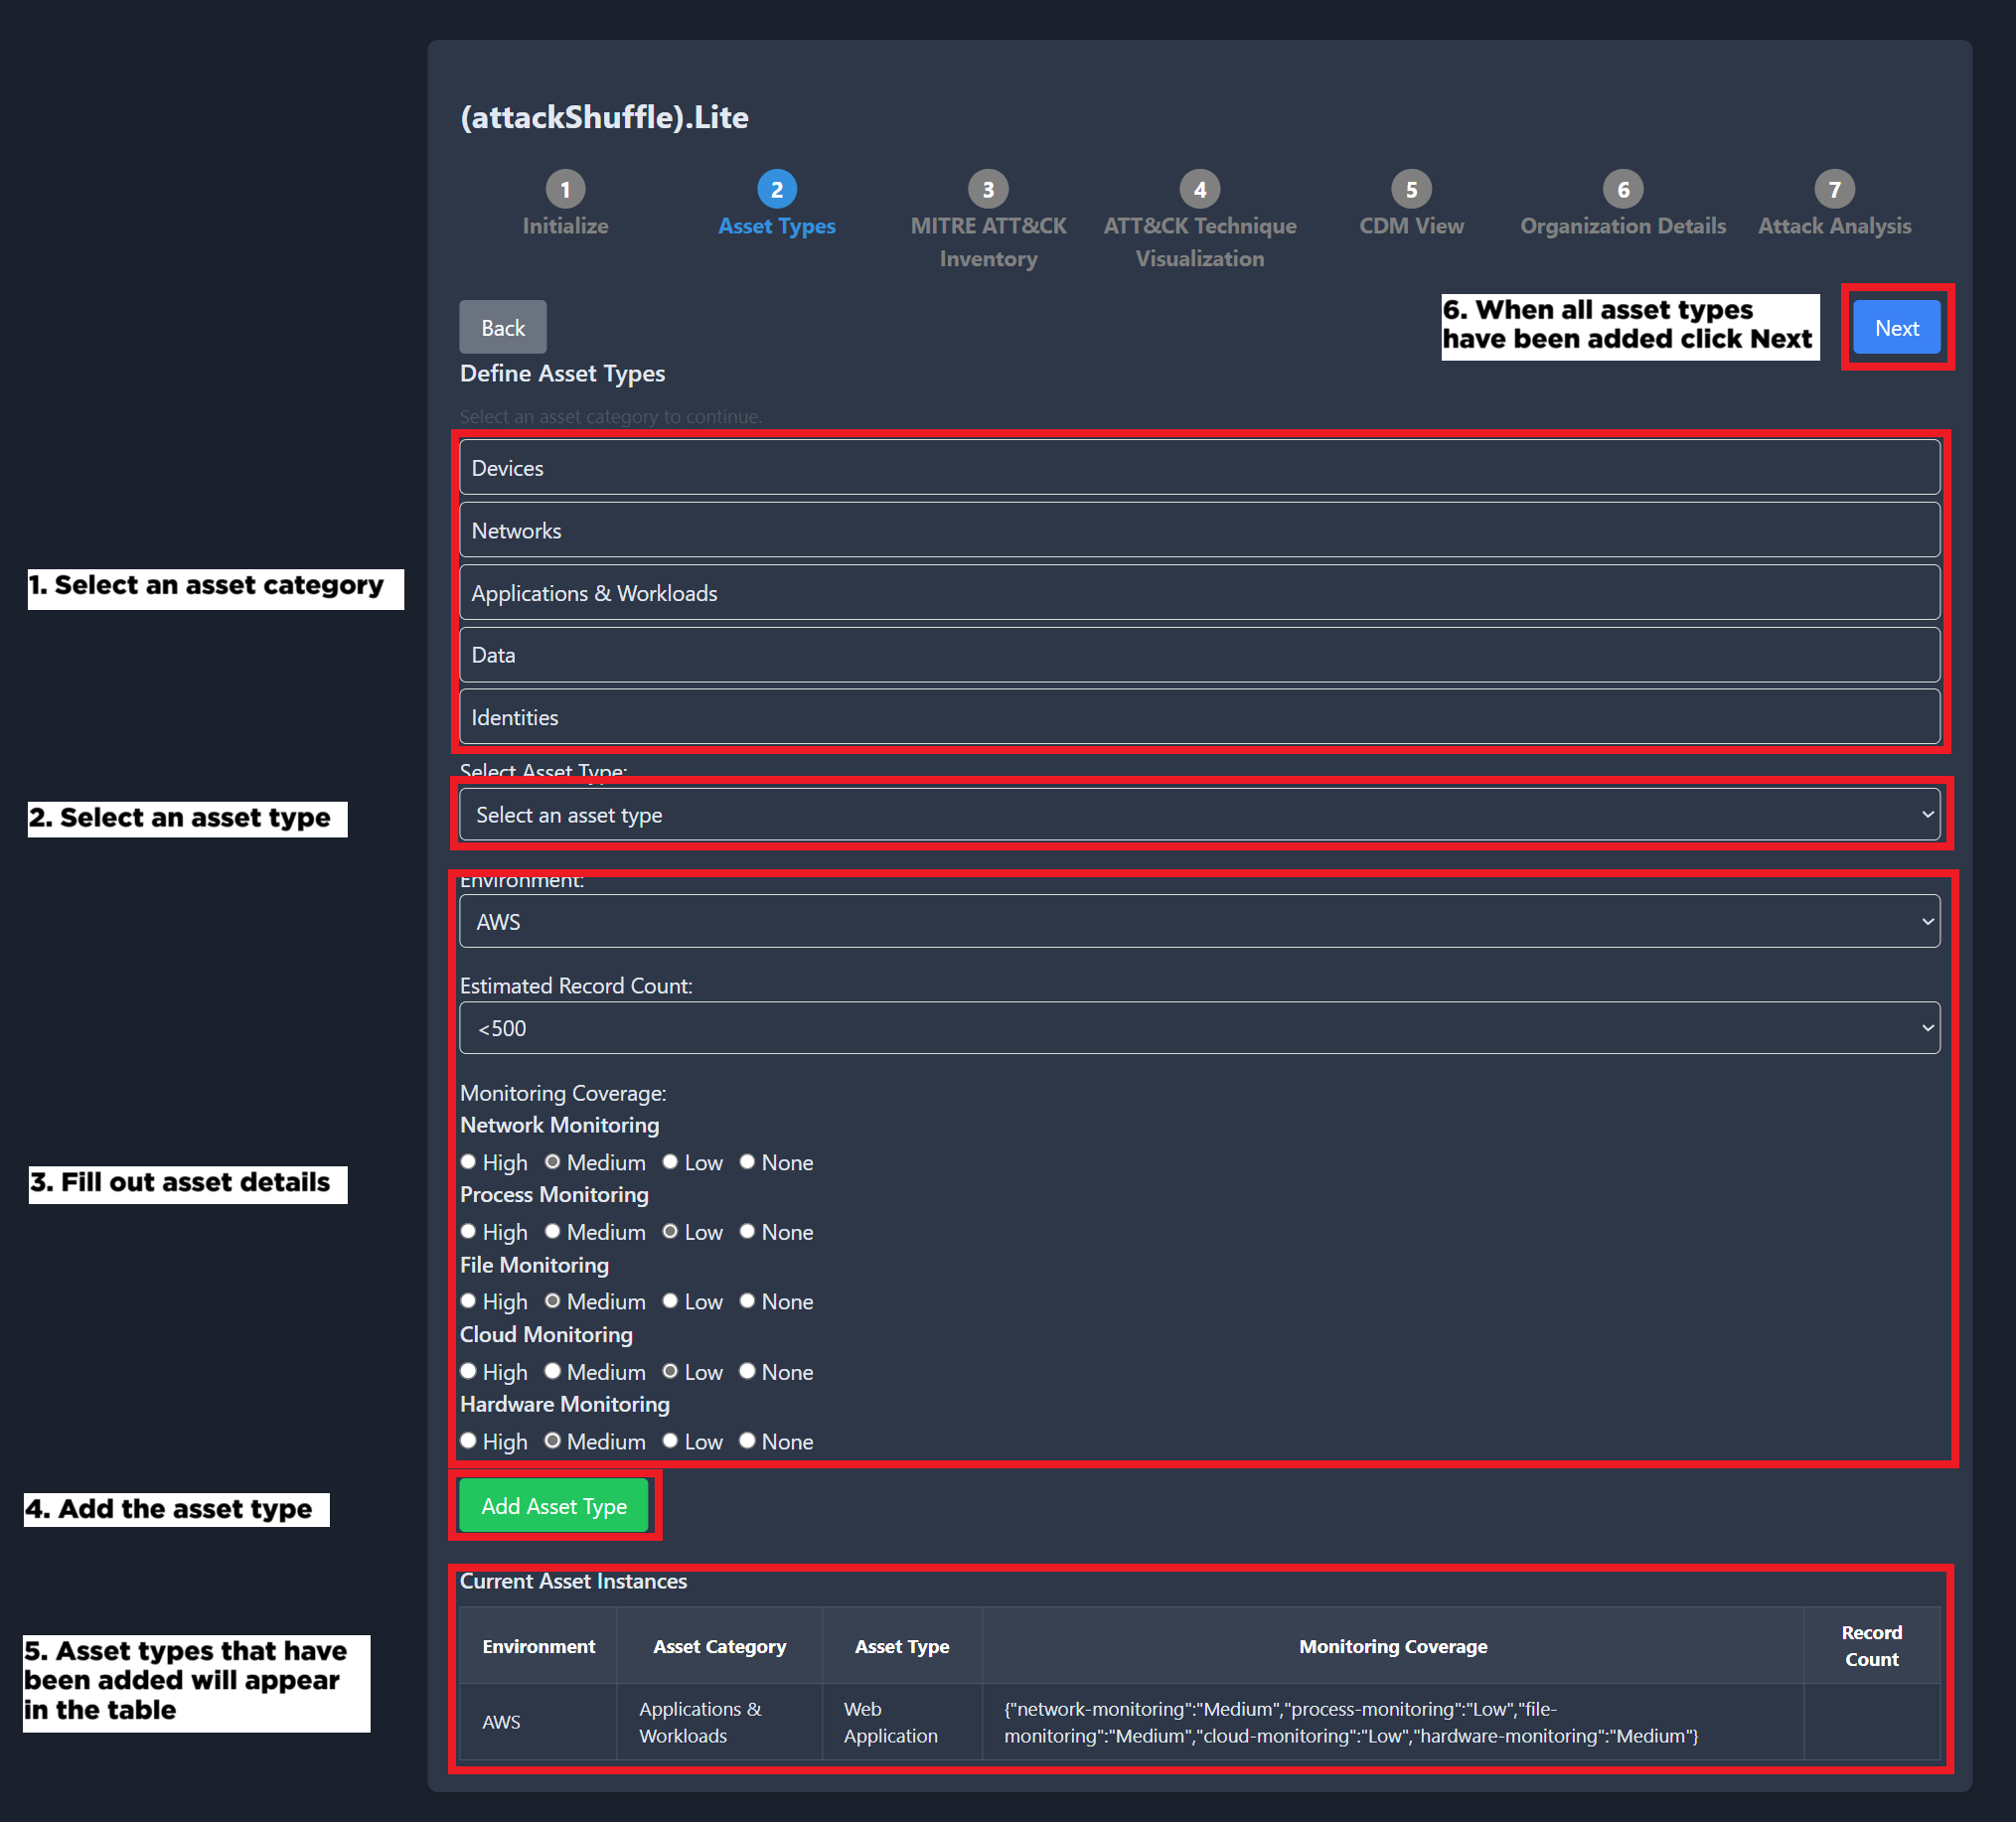 (attackShuffle).Lite
1
2
3
4
5
6
7
Initialize
Asset Types
MITRE ATT&CK
Inventory
ATT&CK Technique
Visualization
CDM View
Organization Details
Attack Analysis
Back
6. When all asset types
have been added click Next
Next
Define Asset Types
Select an asset category to continue.
Devices
Networks
1. Select an asset category
Applications & Workloads
Data
Identities
Select Asset Type:
2. Select an asset type
Select an asset type
Environment:
AWS
Estimated Record Count:
<500
Monitoring Coverage:
Network Monitoring
High Medium Low None
3. Fill out asset details
Process Monitoring
High Medium Low None
File Monitoring
High Medium Low None
Cloud Monitoring
High Medium Low None
Hardware Monitoring
High Medium Low None
4. Add the asset type
Add Asset Type
Current Asset Instances
5. Asset types that have
been added will appear
in the table
Environment
Asset Category
Asset Type
Monitoring Coverage
Record
Count
AWS
Applications &
Workloads
Web
Application
{"network-monitoring":"Medium","process-monitoring":"Low","file-
monitoring":"Medium","cloud-monitoring":"Low","hardware-monitoring":"Medium"}